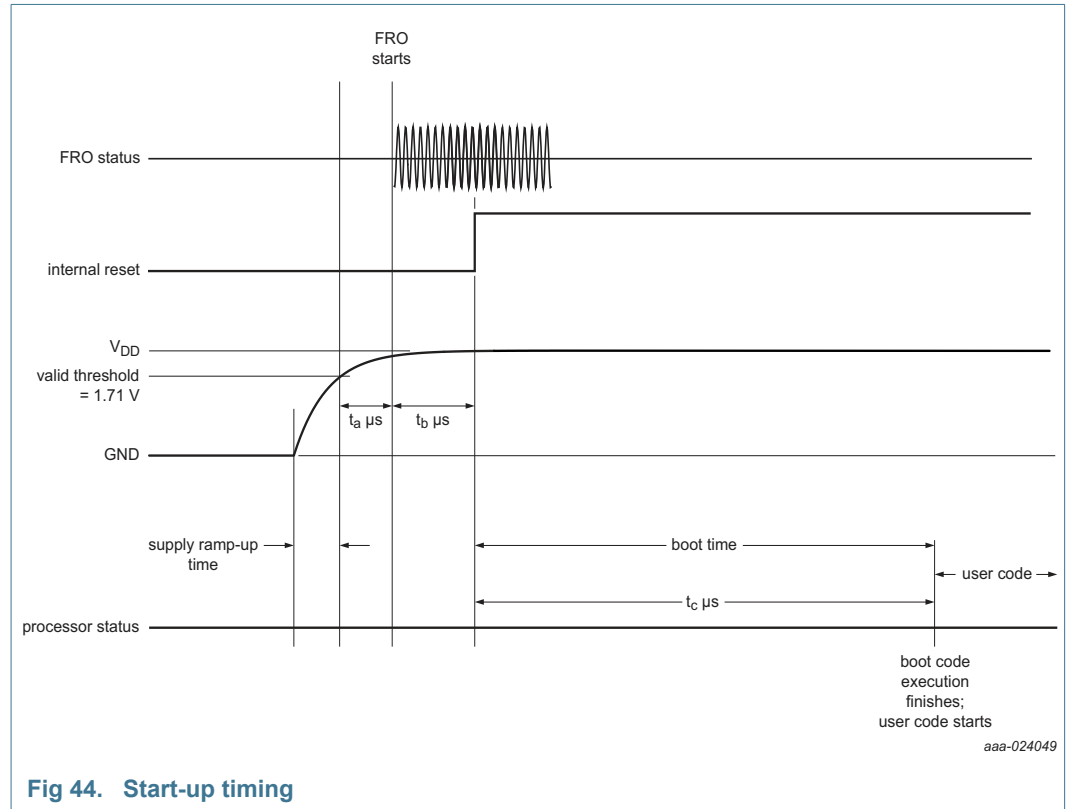 FRO
starts
FRO status
internal reset
VDD
valid threshold
= 1.71 V
ta μs
tb μs
GND
supply ramp-up
time
boot time
user code
tc μs
processor status
boot code
execution
finishes;
user code starts
aaa-024049
Fig 44. Start-up timing